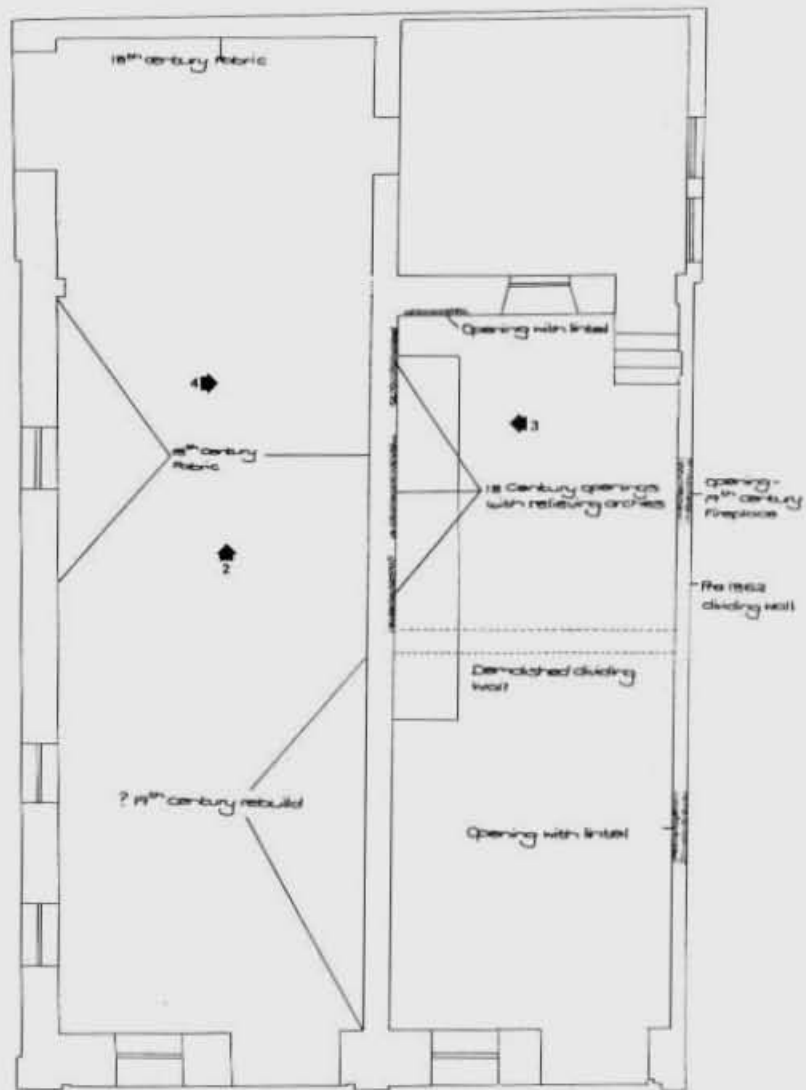 18th century fabric
Opening with lintel
4
3
18th century
fabric
18 Century openings
with relieving arches
opening -
19th century
fireplace
2
Pre 1862
dividing wall
Demolished dividing
wall
? 19th century rebuild
Opening with lintel